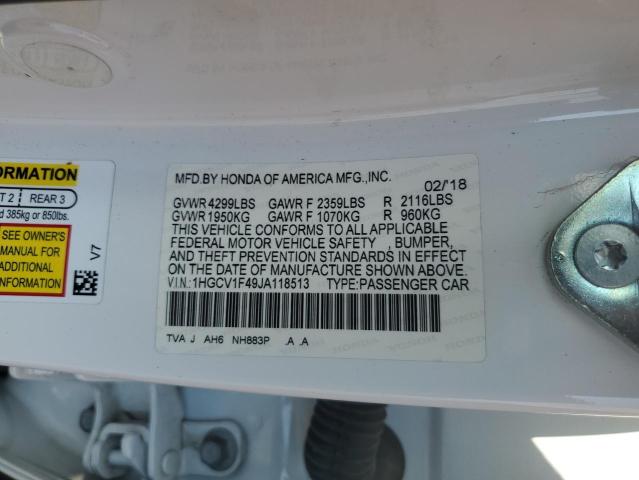 MFD.BY HONDA OF AMERICA MFG.,INC. 02/'18
GVWR 4299LBS GAWR F 2359LBS R 2116LBS
GVWR 1950KG GAWR F 1070KG R 960KG
THIS VEHICLE CONFORMS TO ALL APPLICABLE
FEDERAL MOTOR VEHICLE SAFETY , BUMPER,
AND THEFT PREVENTION STANDARDS IN EFFECT
ON THE DATE OF MANUFACTURE SHOWN ABOVE.
V.I.N.: 1HGCV1F49JA118513 TYPE:PASSENGER CAR
TVA J AH6 NH883P .A .A
FORMATION
T 2 REAR 3
d 385kg or 850lbs.
SEE OWNER'S
MANUAL FOR
ADDITIONAL
FORMATION
V7